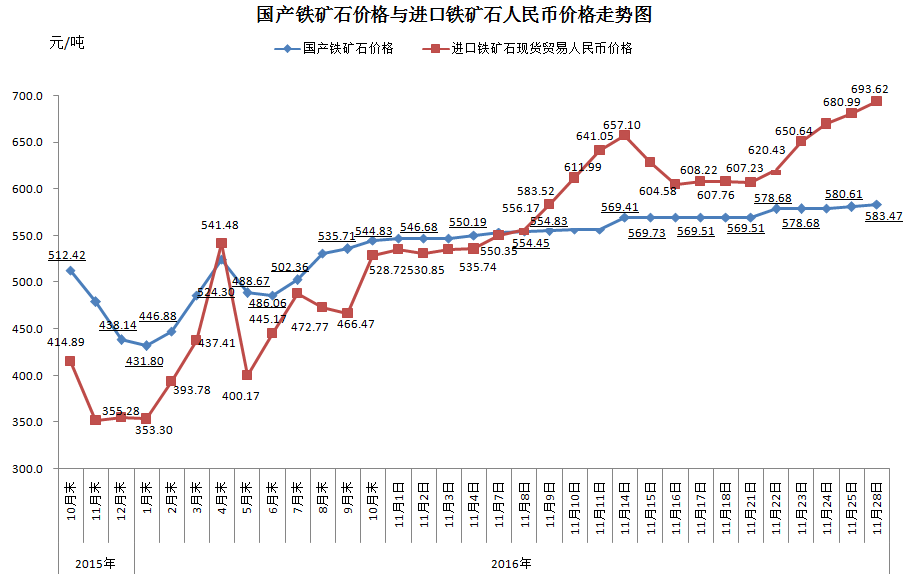 国产铁矿石价格与进口铁矿石人民币价格走势图
元/吨
国产铁矿石价格 进口铁矿石现货贸易人民币价格
700.0
650.0
600.0
550.0
500.0
450.0
400.0
350.0
300.0
512.42
438.14
431.80
446.88
524.30
488.67
486.06
502.36
535.71
544.83
546.68
550.19
554.45
554.83
569.41
569.73
569.51
569.51
578.68
578.68
580.61
583.47
414.89
355.28
353.30
393.78
437.41
541.48
400.17
445.17
472.77
466.47
528.72
530.85
535.74
550.35
556.17
583.52
611.99
641.05
657.10
604.58
608.22
607.76
607.23
620.43
650.64
680.99
693.62
10月末
11月末
12月末
1月末
2月末
3月末
4月末
5月末
6月末
7月末
8月末
9月末
10月末
11月1日
11月2日
11月3日
11月4日
11月7日
11月8日
11月9日
11月10日
11月11日
11月14日
11月15日
11月16日
11月17日
11月18日
11月21日
11月22日
11月23日
11月24日
11月25日
11月28日
2015年 2016年